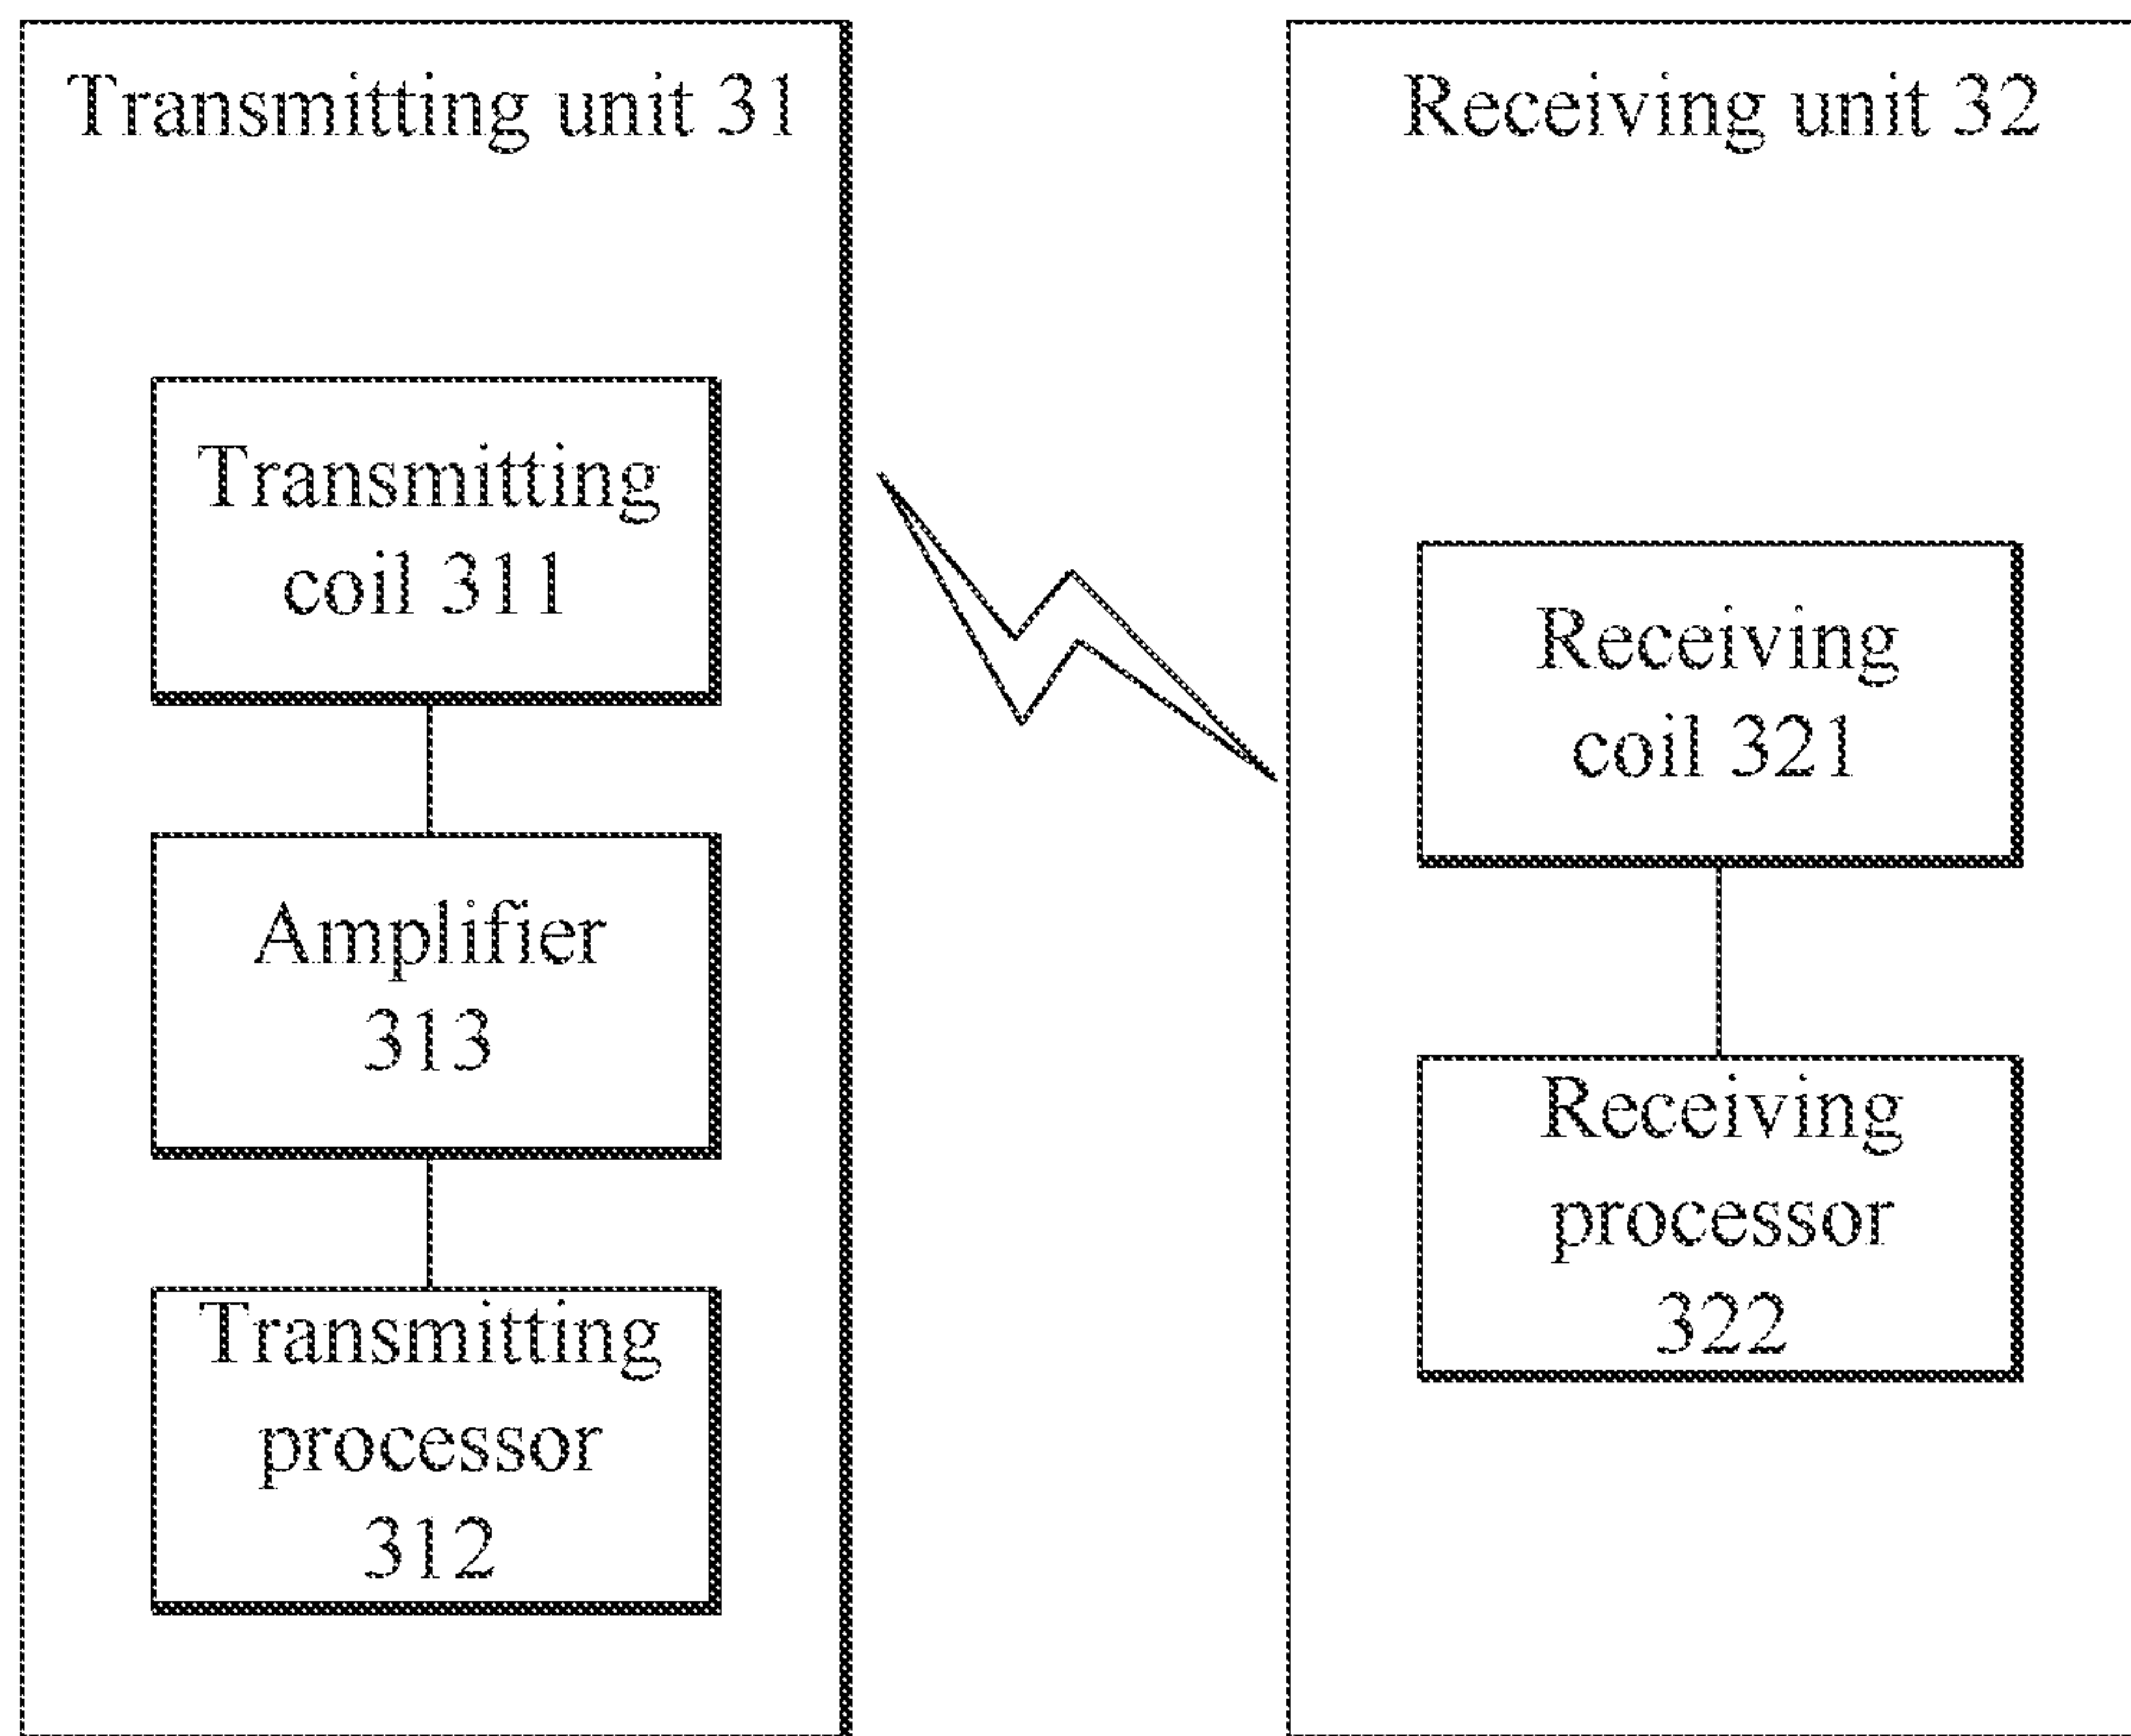 Transmitting unit 31
Transmitting
coil 311
Amplifier
313
Transmitting
processor
312
Receiving unit 32
Receiving
coil 321
Receiving
processor
322